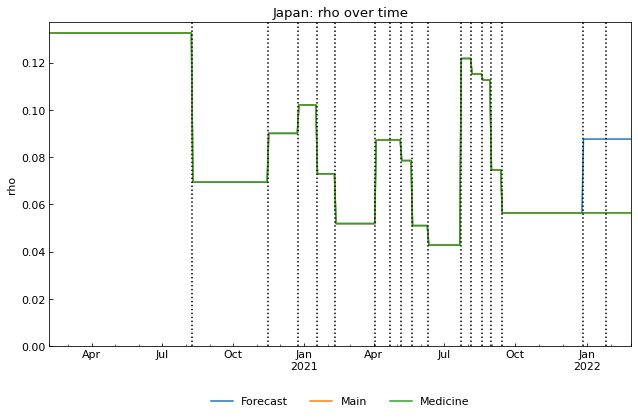 Japan: rho over time
0.12
0.10
0.08
0.06
0.04
0.02
0.00
rho
Apr Jul Oct Jan Apr Jul Oct Jan
2021 2022
Forecast Main Medicine